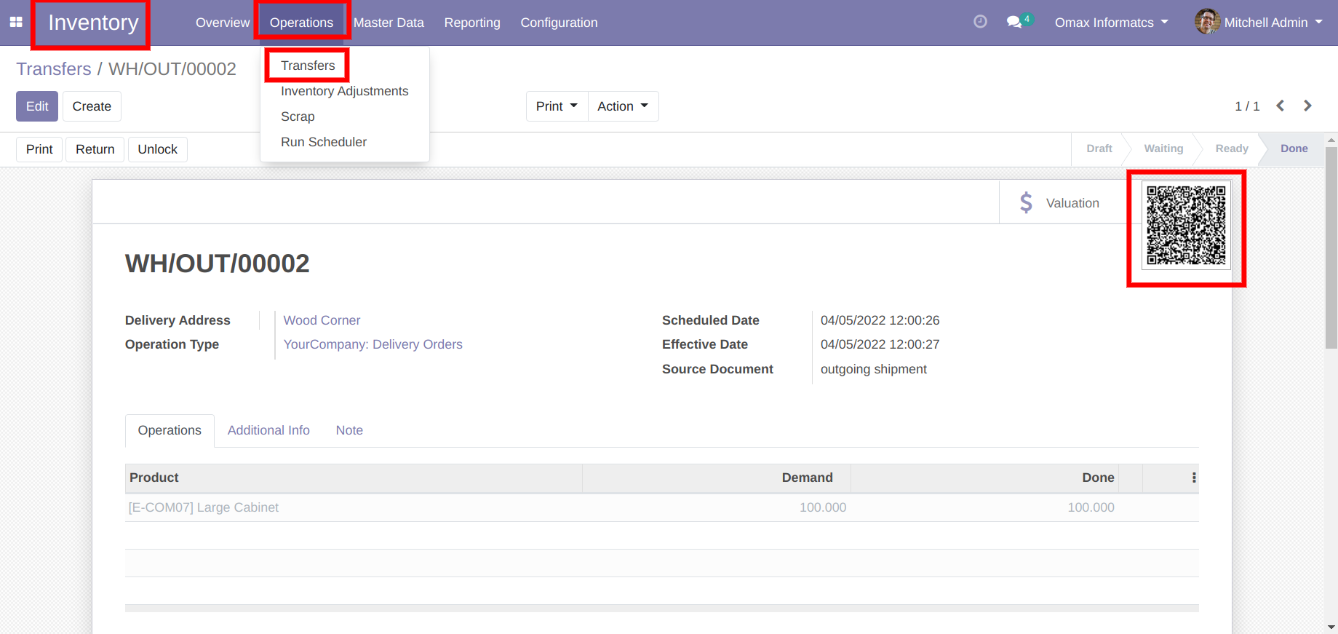 Inventory Overview Operations Master Data Reporting Configuration 4 Omax Informatcs Mitchell Admin
Transfers / WH/OUT/00002
Transfers
Inventory Adjustments
Scrap
Run Scheduler
Edit Create Print Action 1 / 1
Print Return Unlock Draft Waiting Ready Done
$ Valuation
WH/OUT/00002
Delivery Address Wood Corner Scheduled Date 04/05/2022 12:00:26
Operation Type YourCompany: Delivery Orders Effective Date 04/05/2022 12:00:27
Source Document outgoing shipment
Operations Additional Info Note
Product Demand Done
[E-COM07] Large Cabinet 100.000 100.000